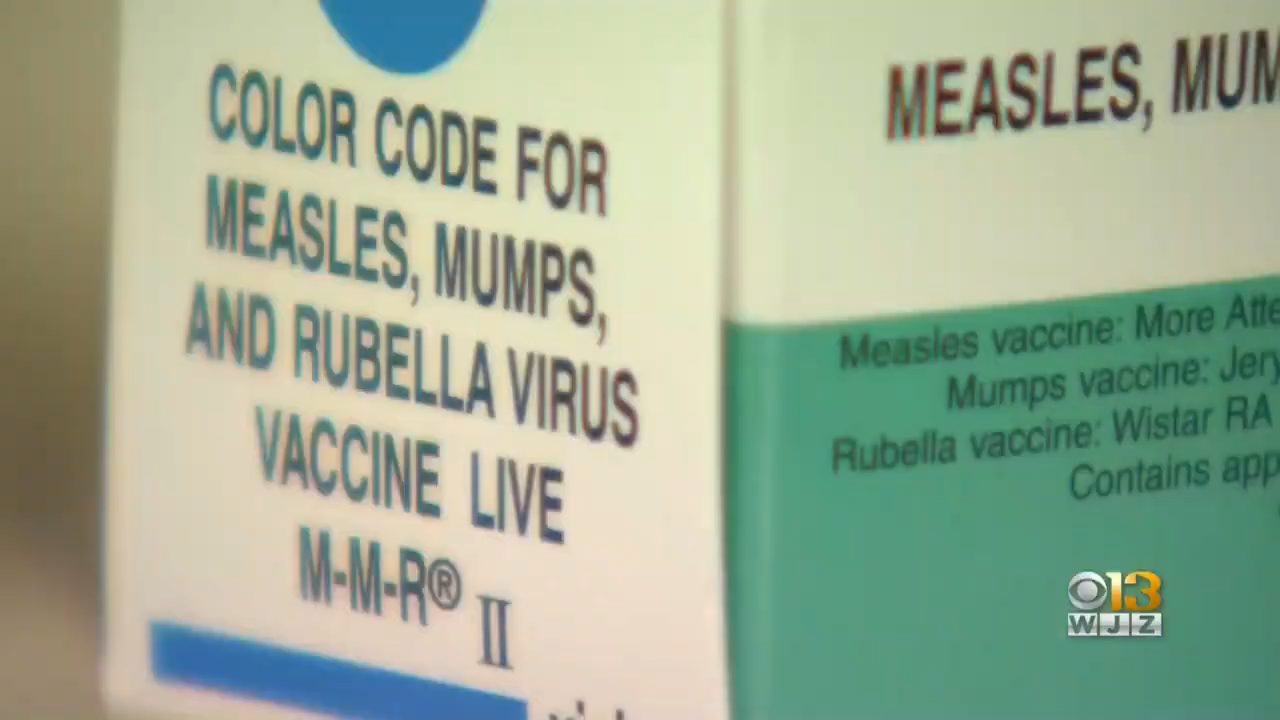 COLOR CODE FOR
MEASLES, MUMPS,
AND RUBELLA VIRUS
VACCINE LIVE
M-M-R® II
MEASLES, MUM
Measles vaccine: More Atte
Mumps vaccine: Jery
Rubella vaccine: Wistar RA
Contains app
13
WJZ